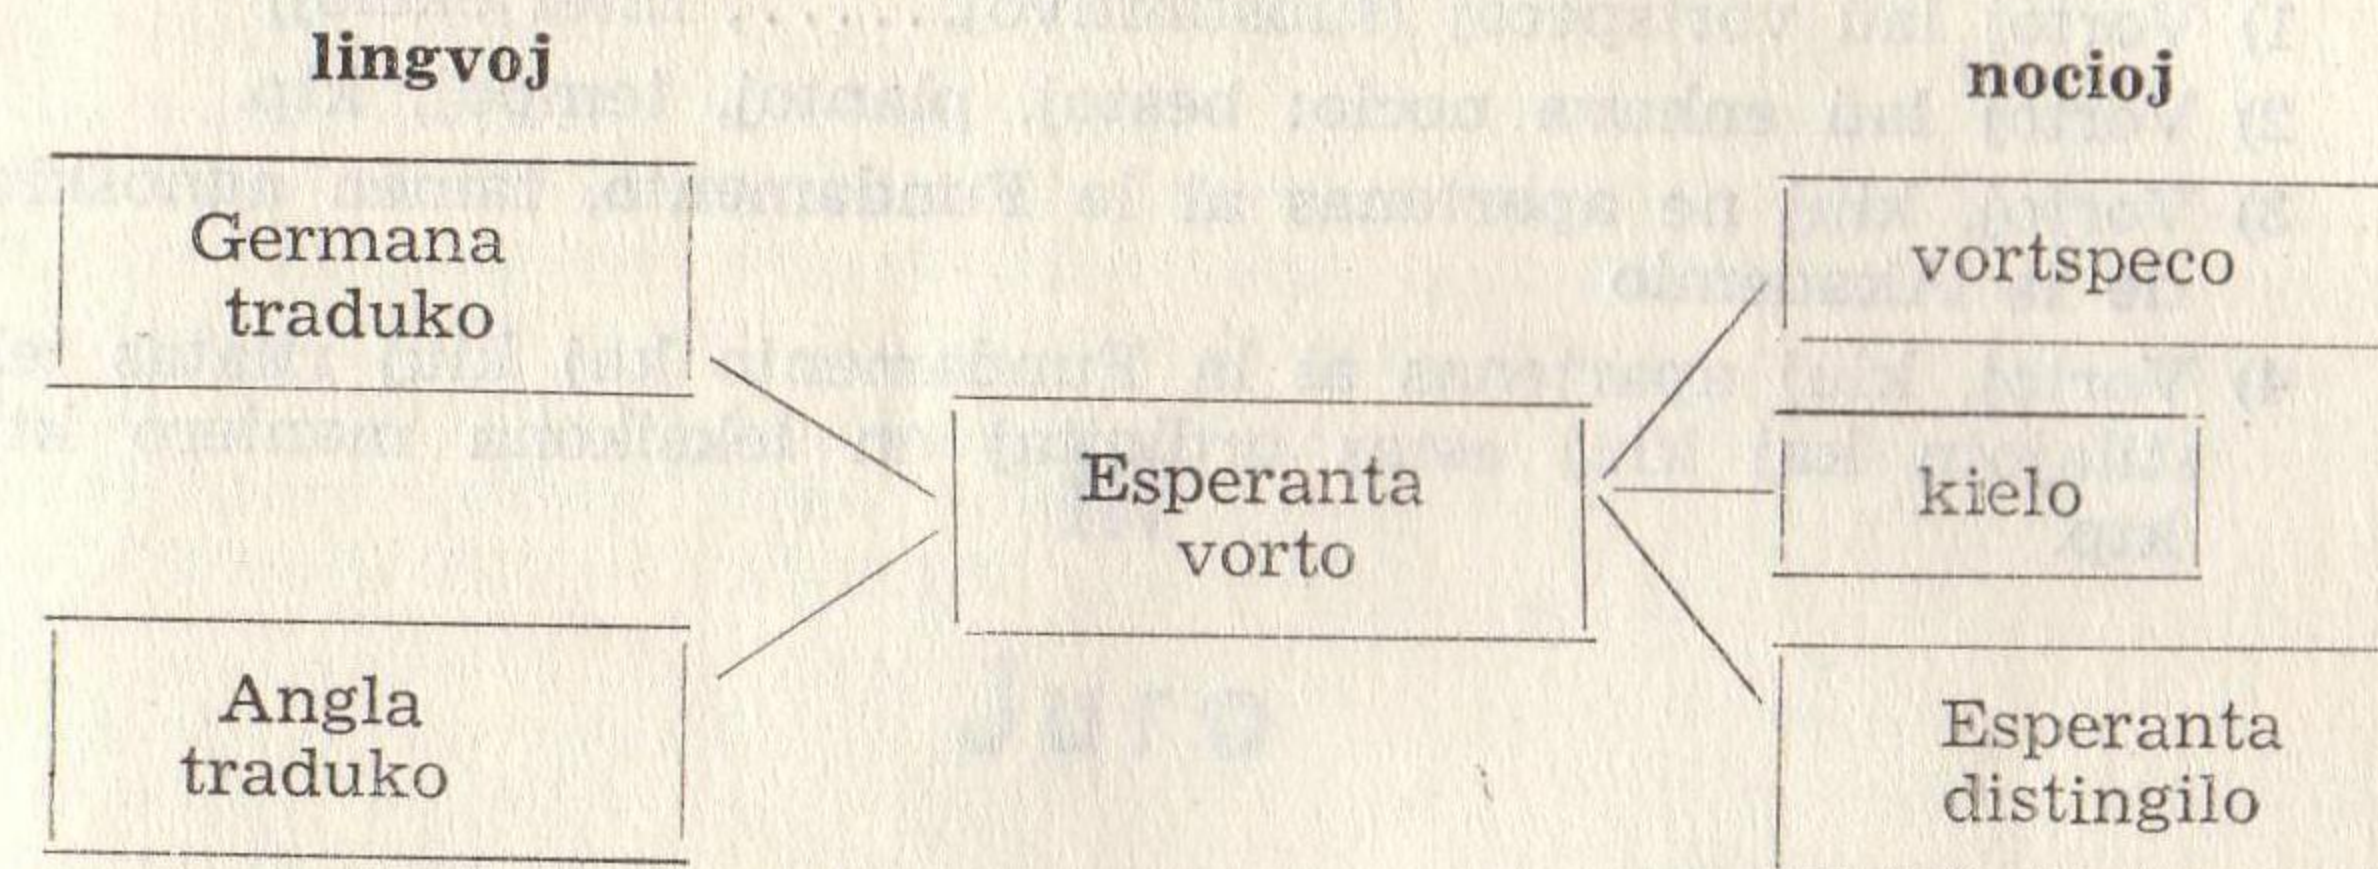 lingvoj
nocioj
Germana
traduko
vortspeco
Esperanta
vorto
kielo
Angla
traduko
Esperanta
distingilo